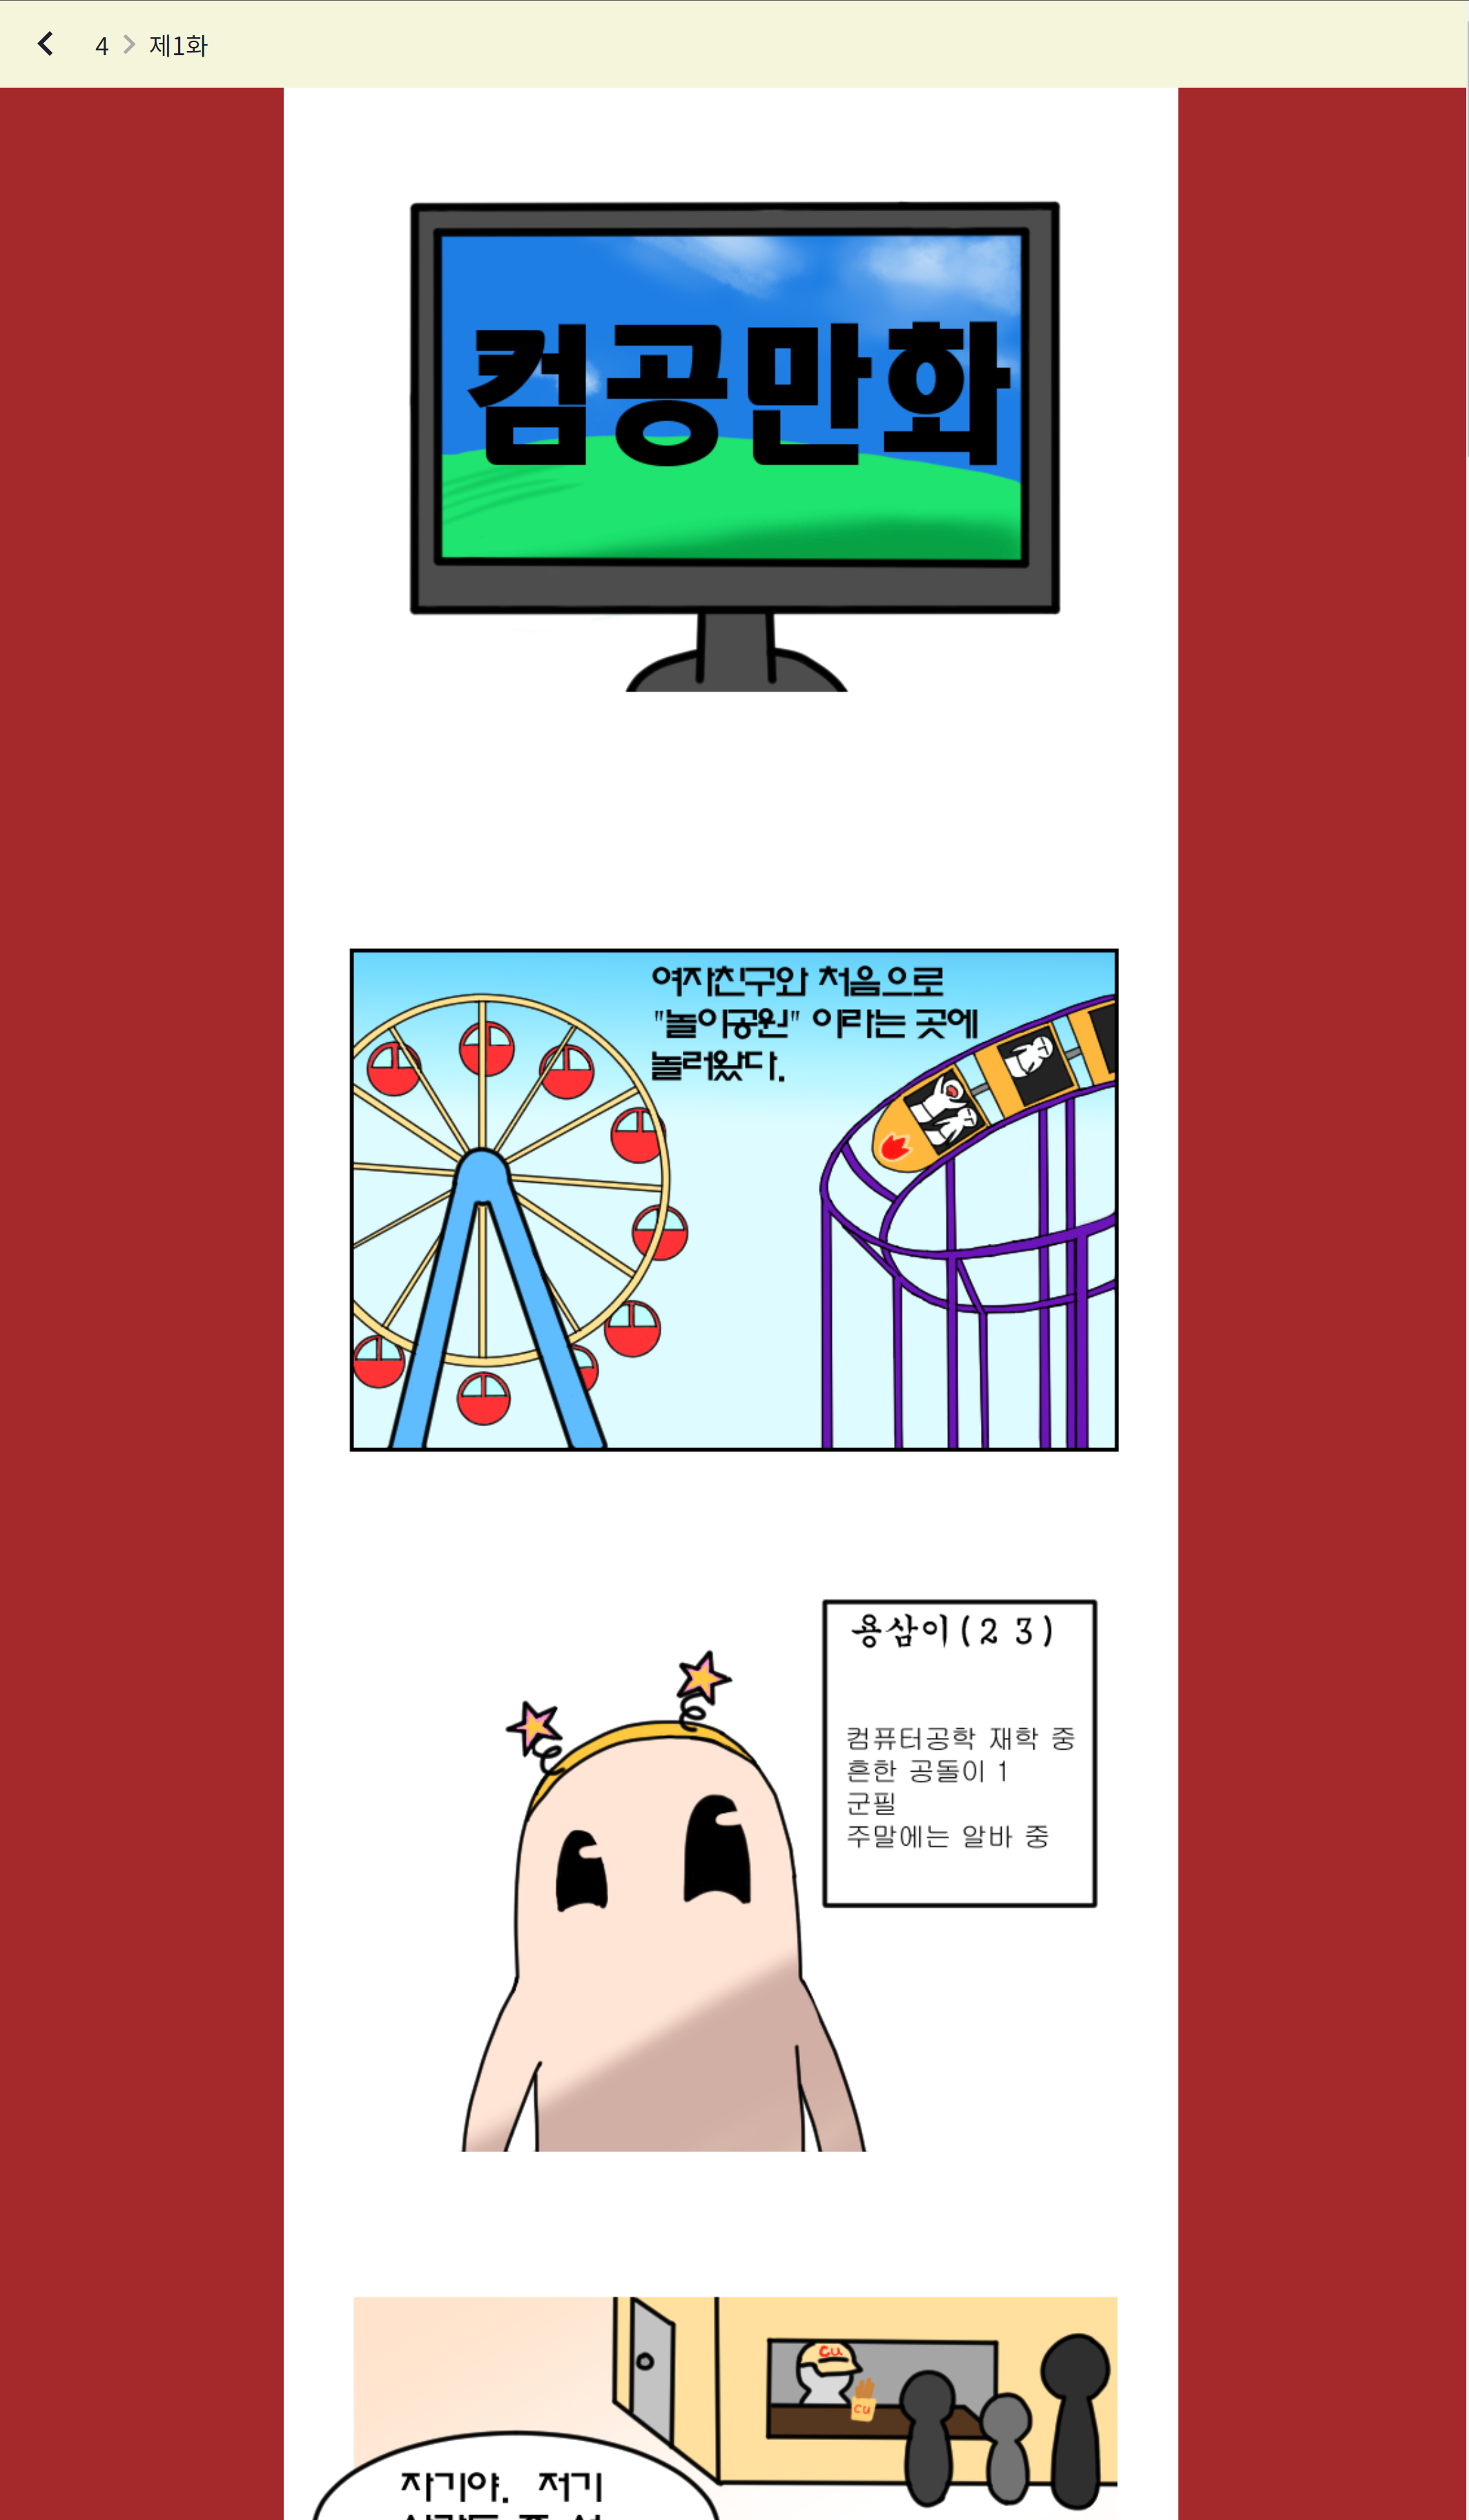 4 > 제1화
컴공만화
여자친구와 처음으로
"놀이공원" 이라는 곳에
놀러왔다.
용삼이(2 3)
컴퓨터공학 재학 중
흔한 공돌이 1
군필
주말에는 알바 중
cu
cu
자기야. 저기